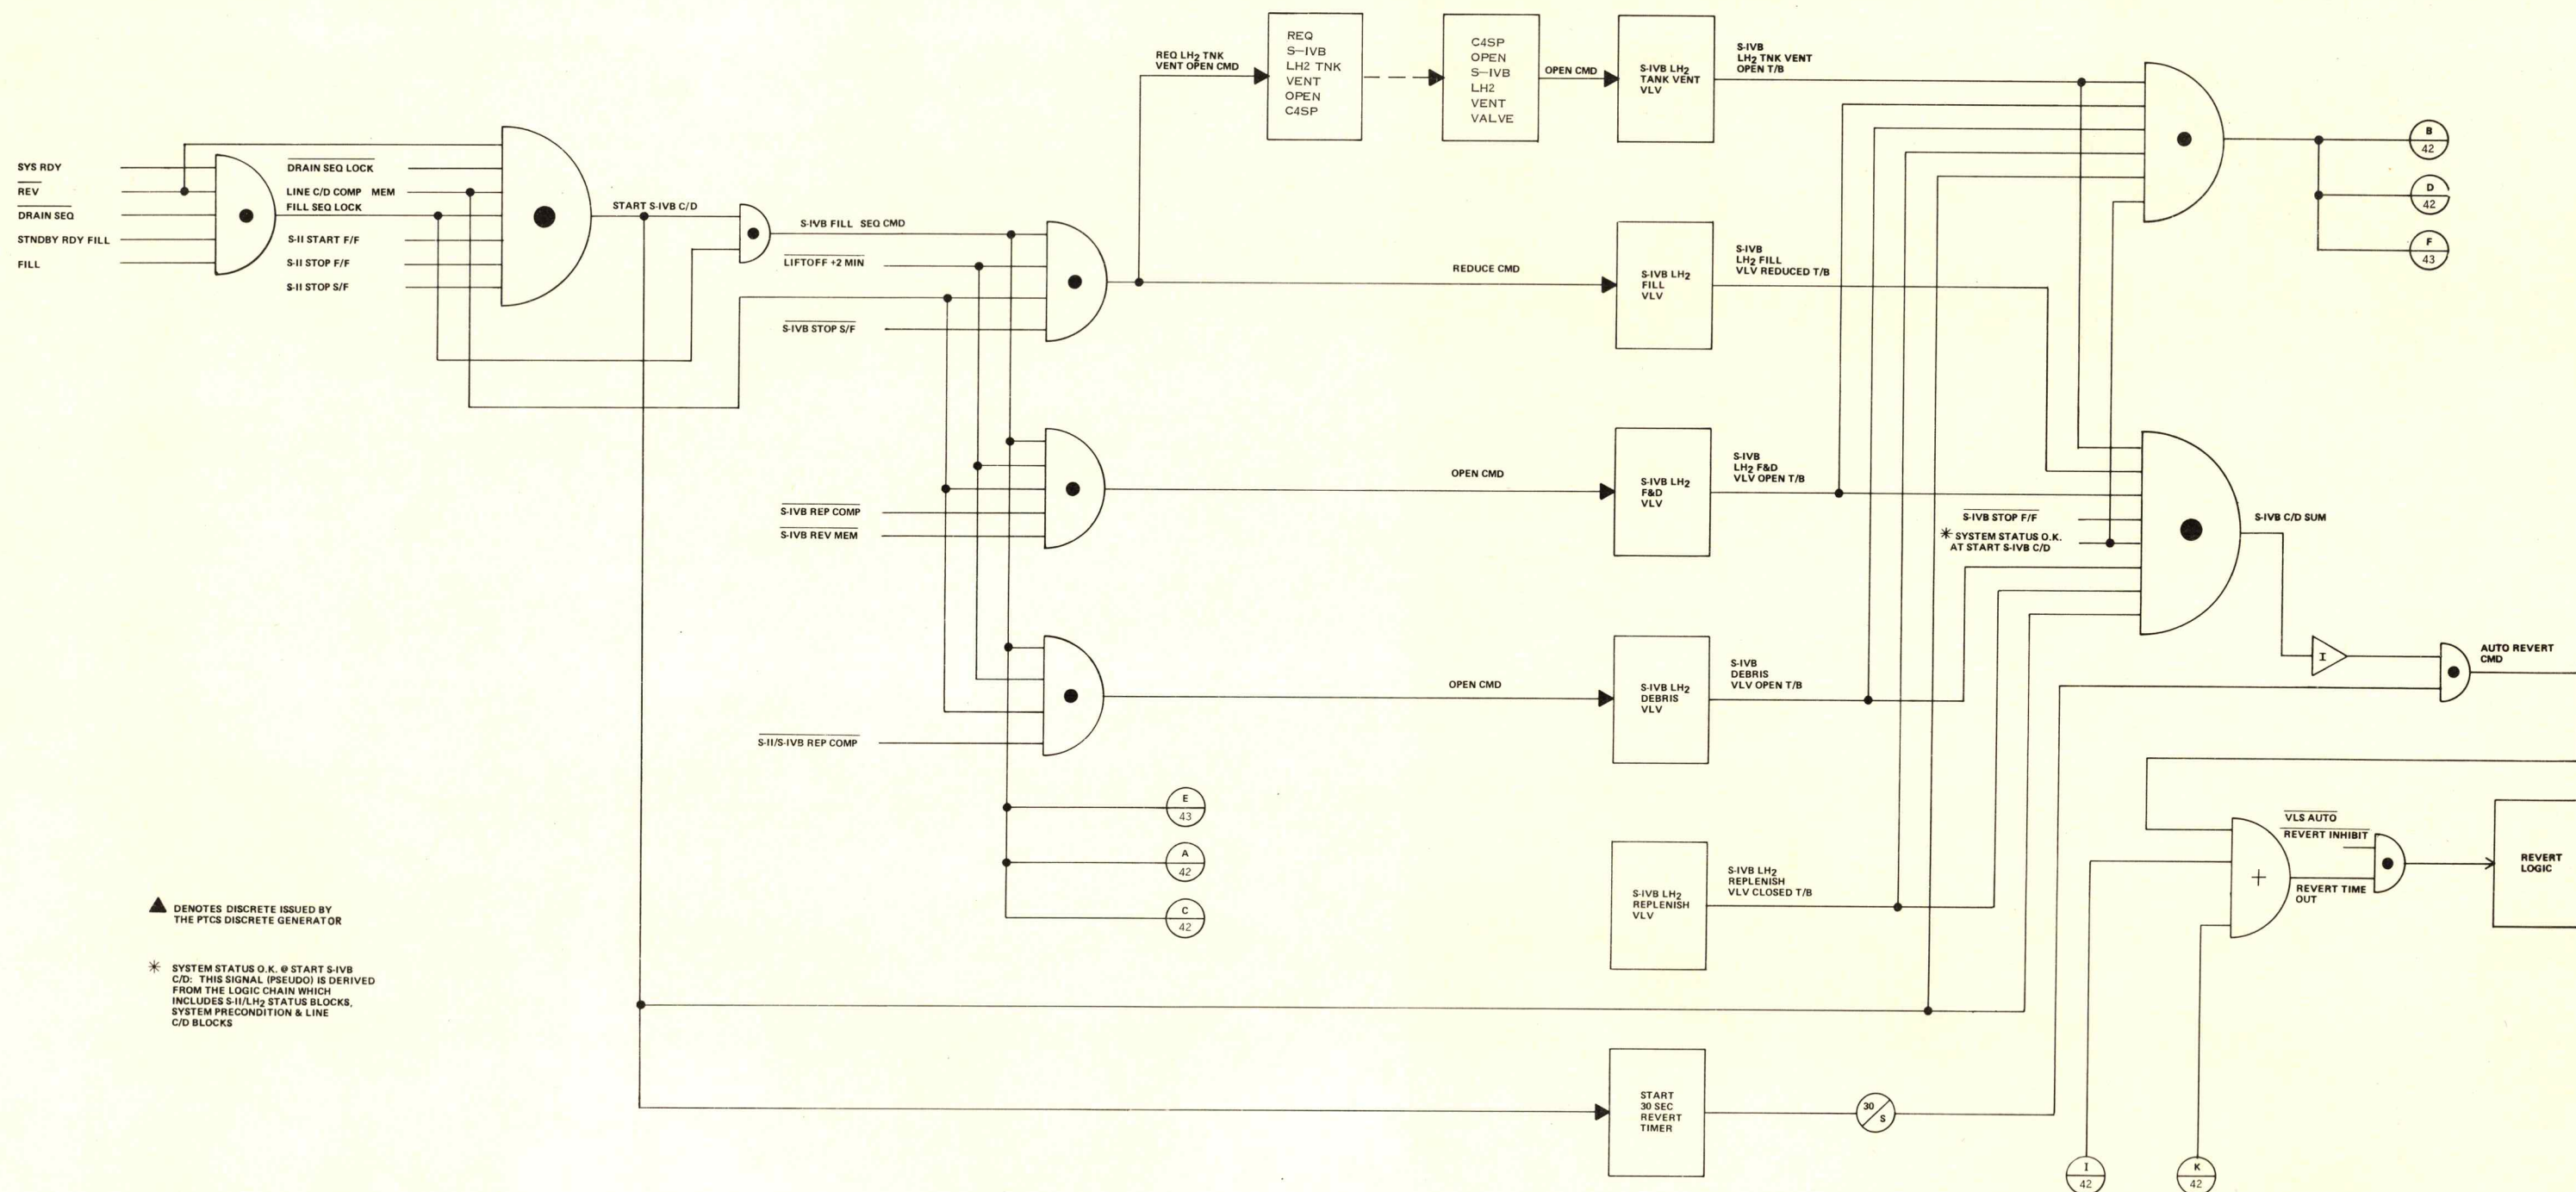 SYS RDY
REV
DRAIN SEQ
STNDBY RDY FILL
FILL
DRAIN SEQ LOCK
LINE C/D COMP MEM
FILL SEQ LOCK
S-II START F/F
S-II STOP F/F
S-II STOP S/F
START S-IVB C/D
S-IVB FILL SEQ CMD
LIFTOFF +2 MIN
S-IVB STOP S/F
S-IVB REP COMP
S-IVB REV MEM
S-II/S-IVB REP COMP
E
43
A
42
C
42
REQ LH2 TNK
VENT OPEN CMD
REQ
S-IVB
LH2 TNK
VENT
OPEN
C4SP
C4SP
OPEN
S-IVB
LH2
VENT
VALVE
OPEN CMD
S-IVB LH2
TANK VENT
VLV
S-IVB
LH2 TNK VENT
OPEN T/B
REDUCE CMD
S-IVB LH2
FILL
VLV
S-IVB
LH2 FILL
VLV REDUCED T/B
OPEN CMD
S-IVB LH2
F&D
VLV
S-IVB
LH2 F&D
VLV OPEN T/B
OPEN CMD
S-IVB LH2
DEBRIS
VLV
S-IVB
DEBRIS
VLV OPEN T/B
S-IVB LH2
REPLENISH
VLV
S-IVB LH2
REPLENISH
VLV CLOSED T/B
START
30 SEC
REVERT
TIMER
30
S
B
42
D
42
F
43
S-IVB STOP F/F
* SYSTEM STATUS O.K.
AT START S-IVB C/D
S-IVB C/D SUM
I
AUTO REVERT
CMD
VLS AUTO
REVERT INHIBIT
+
REVERT TIME
OUT
REVERT
LOGIC
I
42
K
42
▲ DENOTES DISCRETE ISSUED BY
THE PTCS DISCRETE GENERATOR
* SYSTEM STATUS O.K. @ START S-IVB
C/D: THIS SIGNAL (PSEUDO) IS DERIVED
FROM THE LOGIC CHAIN WHICH
INCLUDES S-II/LH2 STATUS BLOCKS,
SYSTEM PRECONDITION & LINE
C/D BLOCKS